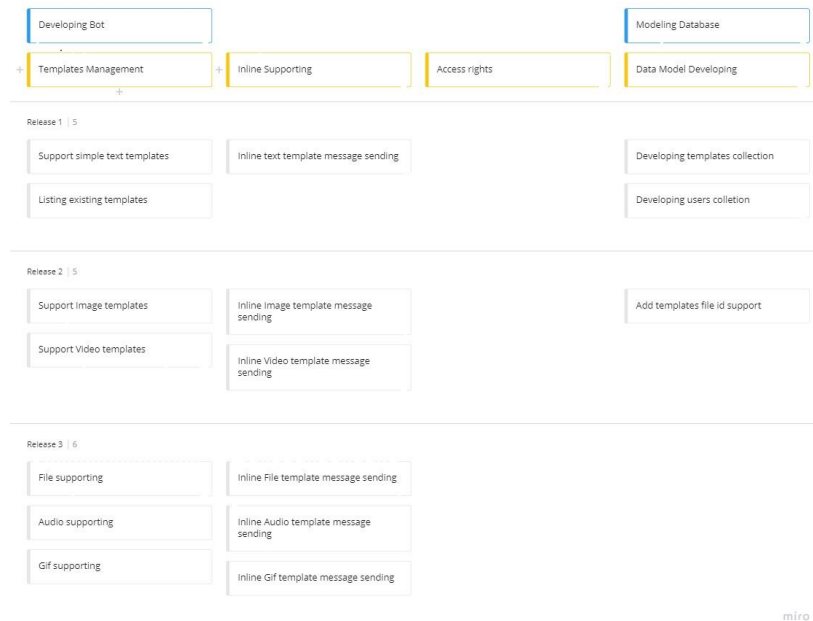 Developing Bot
Modeling Database
Templates Management
Inline Supporting
Access rights
Data Model Developing
Release 1 | 5
Support simple text templates
Inline text template message sending
Developing templates collection
Listing existing templates
Developing users colletion
Release 2 | 5
Support Image templates
Inline Image template message
sending
Add templates file id support
Support Video templates
Inline Video template message
sending
Release 3 | 6
File supporting
Inline File template message sending
Audio supporting
Inline Audio template message
sending
Gif supporting
Inline Gif template message sending
miro